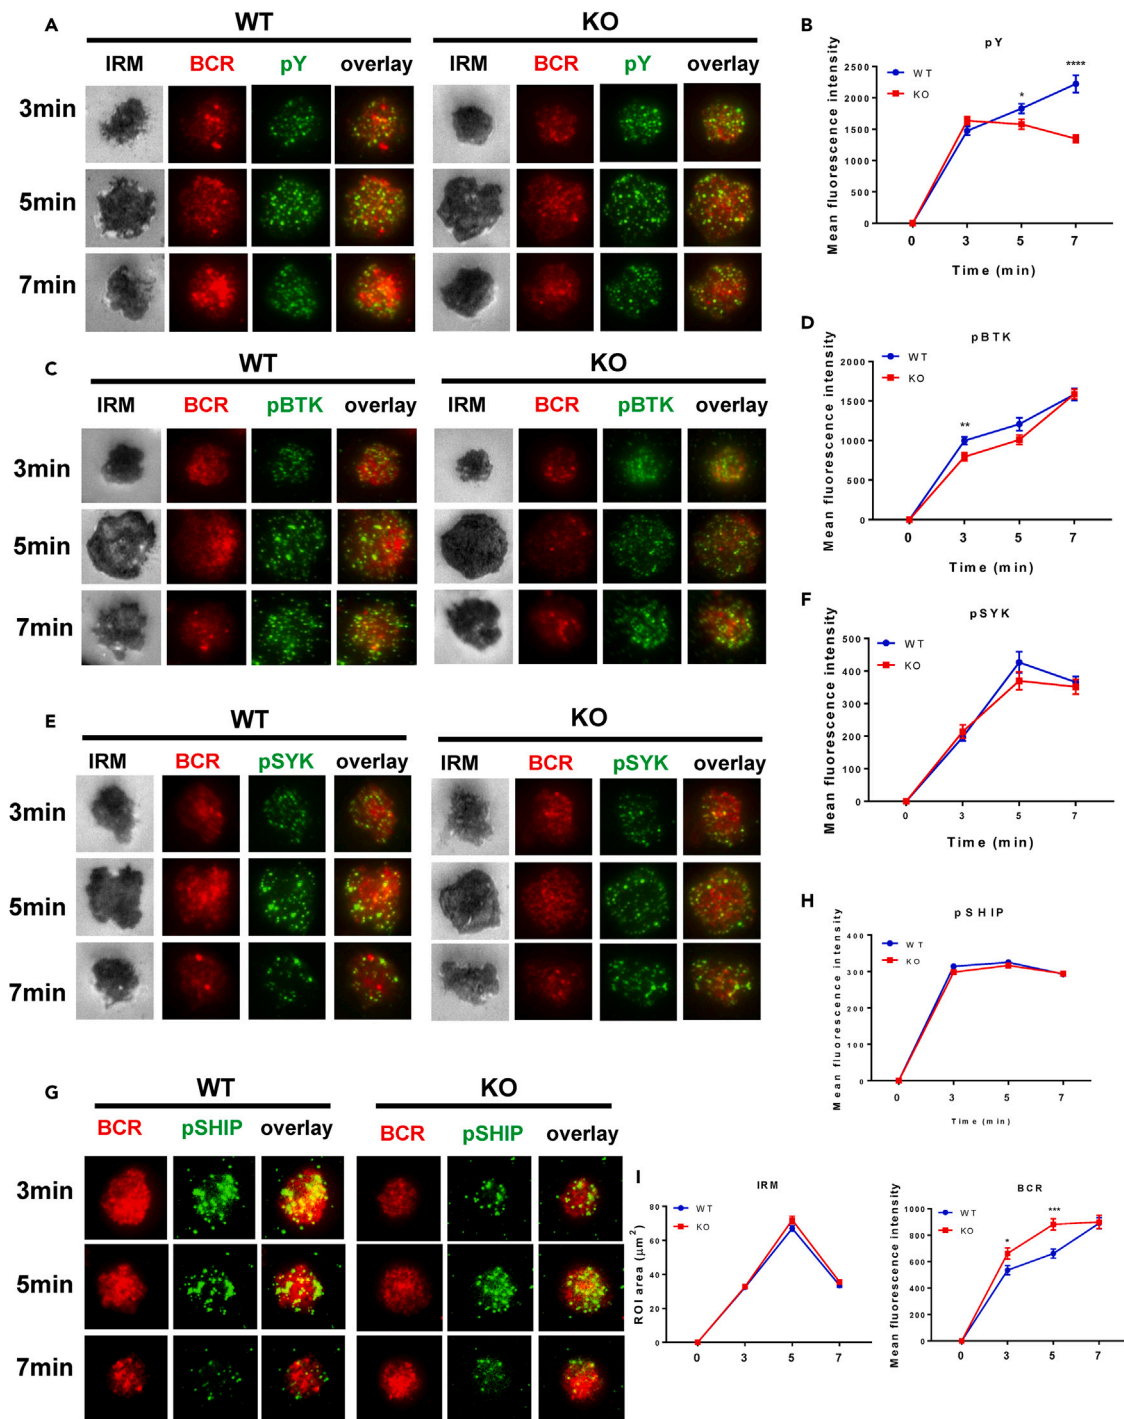 A
WT
KO
IRM BCR pY overlay
IRM BCR pY overlay
3min
5min
7min
B
pY
WT
KO
Mean fluorescence intensity
2500
2000
1500
1000
500
0
* ****
0 3 5 7
Time (min)
C
WT
KO
IRM BCR pBTK overlay
IRM BCR pBTK overlay
3min
5min
7min
D
pBTK
WT
KO
Mean fluorescence intensity
2000
1500
1000
500
0
**
0 3 5 7
Time (min)
E
WT
KO
IRM BCR pSYK overlay
IRM BCR pSYK overlay
3min
5min
7min
F
pSYK
WT
KO
Mean fluorescence intensity
500
400
300
200
100
0
0 3 5 7
Time (min)
G
WT
KO
BCR pSHIP overlay
BCR pSHIP overlay
3min
5min
7min
H
pSHIP
WT
KO
Mean fluorescence intensity
400
300
200
100
0
0 3 5 7
Time (min)
I
IRM
WT
KO
ROI area (μm²)
80
60
40
20
0
0 3 5 7
BCR
WT
KO
Mean fluorescence intensity
1000
800
600
400
200
0
* ***
0 3 5 7